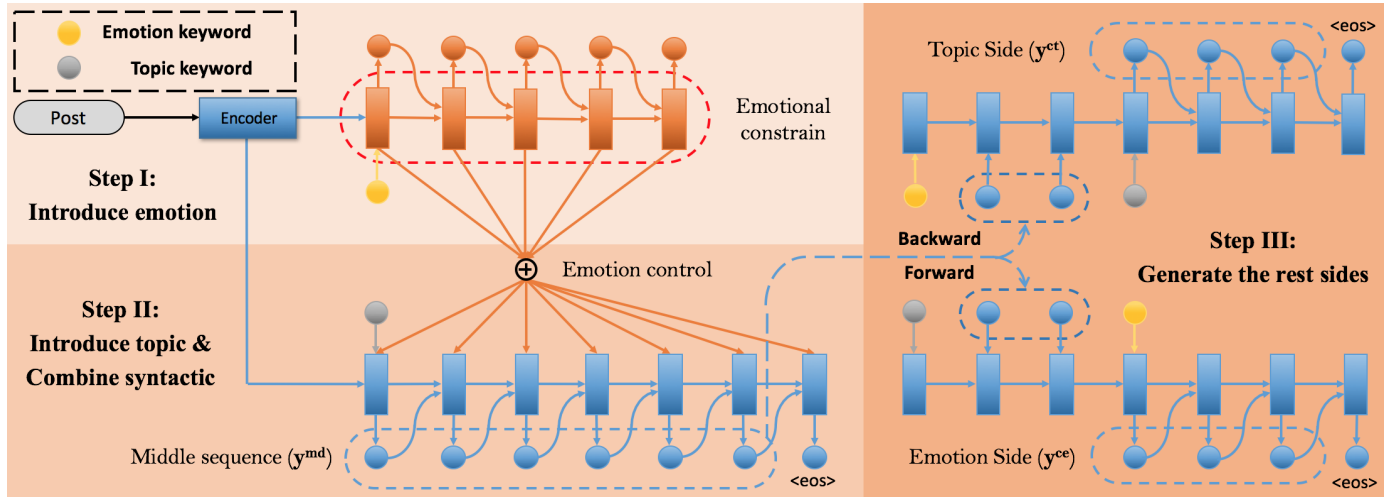 Emotion keyword
Topic keyword
Post
Encoder
Emotional
constrain
Step I:
Introduce emotion
Emotion control
Step II:
Introduce topic &
Combine syntactic
Middle sequence (y^md)
<eos>
Topic Side (y^ct)
<eos>
Backward
Forward
Step III:
Generate the rest sides
Emotion Side (y^ce)
<eos>